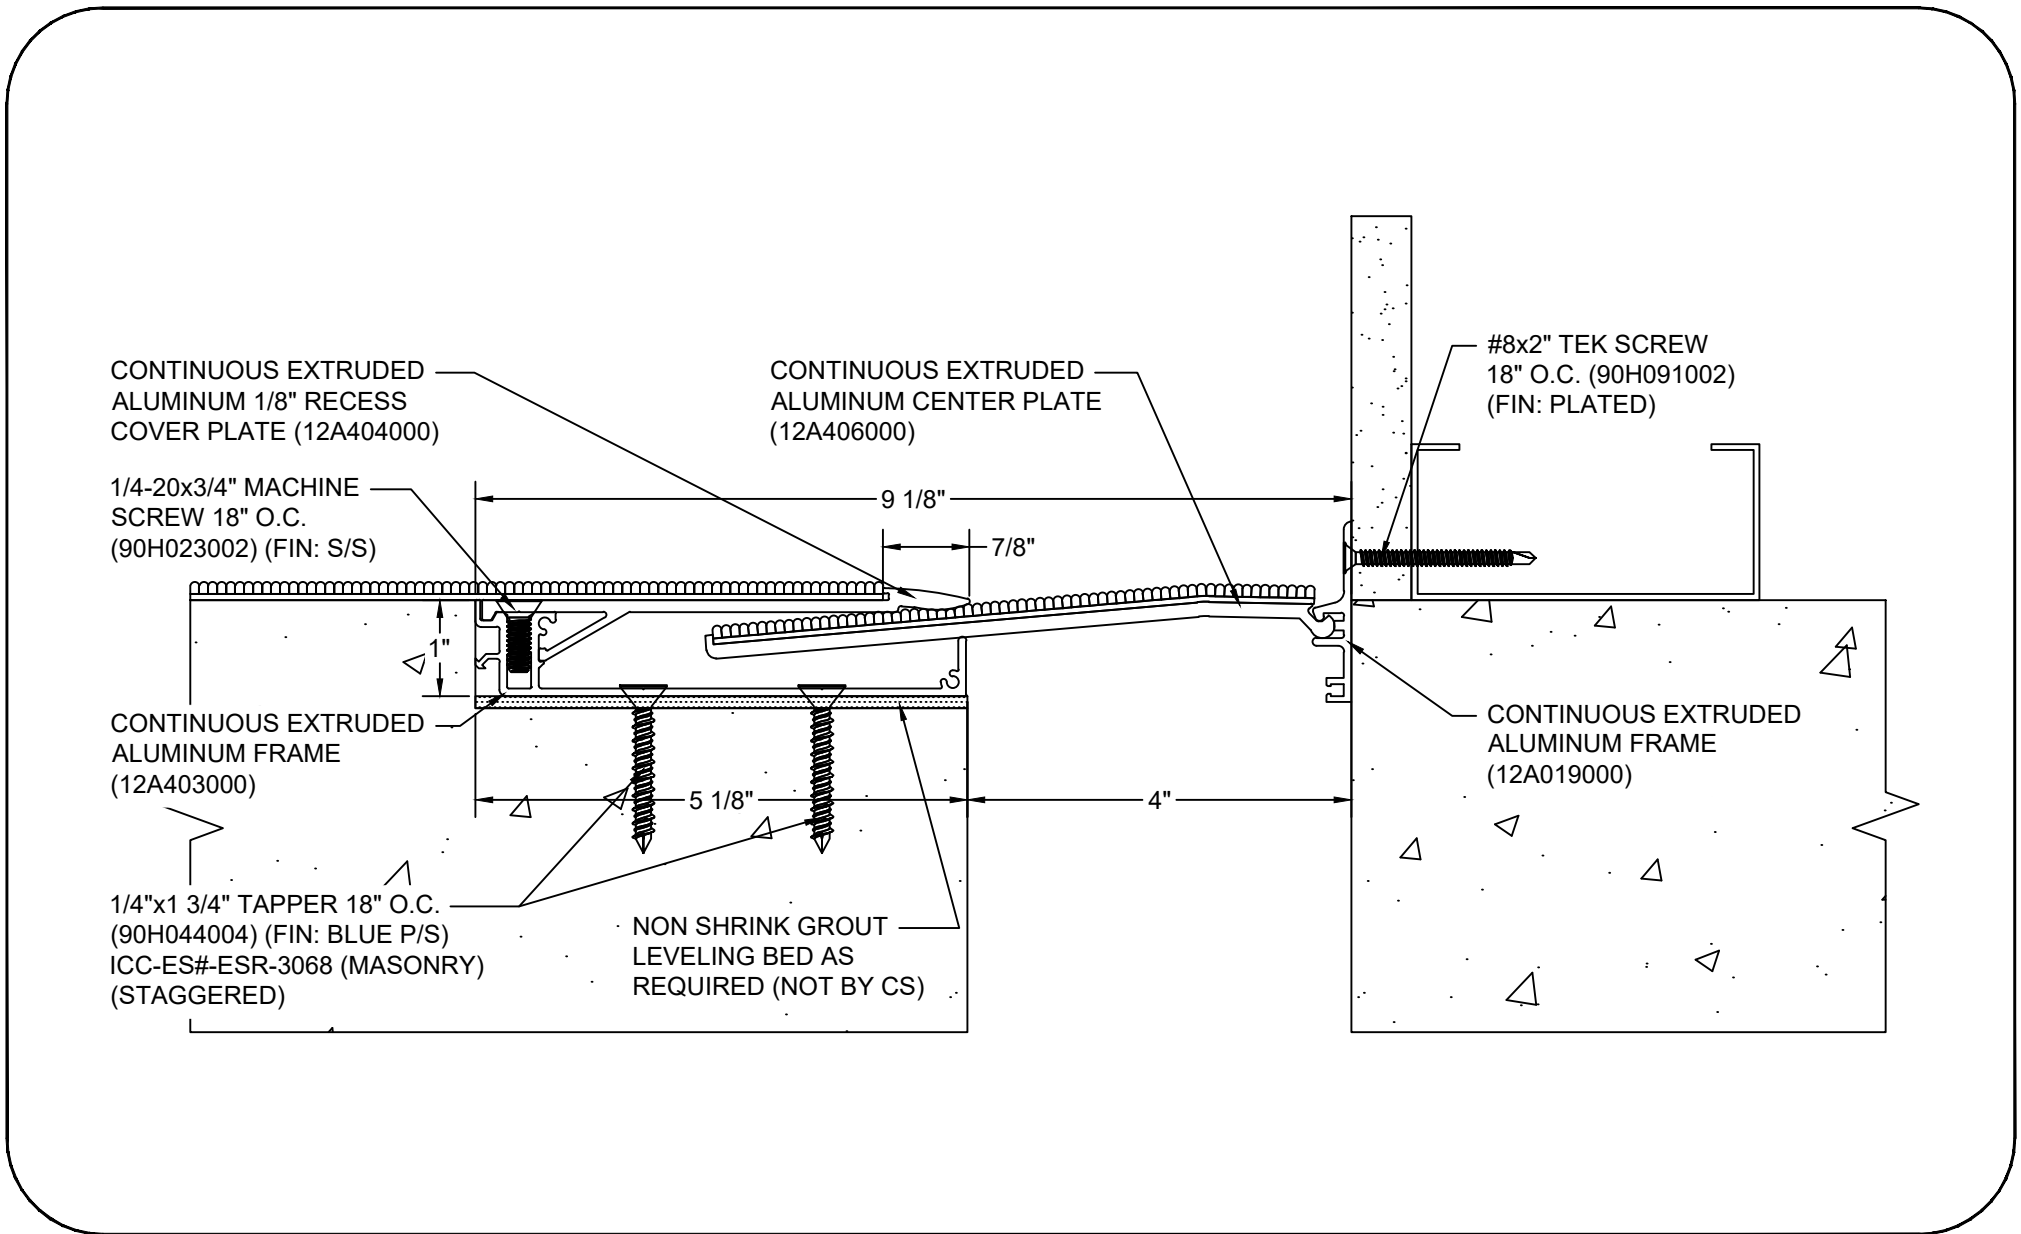 CONTINUOUS EXTRUDED
ALUMINUM 1/8" RECESS
COVER PLATE (12A404000)
1/4-20x3/4" MACHINE
SCREW 18" O.C.
(90H023002) (FIN: S/S)
CONTINUOUS EXTRUDED
ALUMINUM CENTER PLATE
(12A406000)
#8x2" TEK SCREW
18" O.C. (90H091002)
(FIN: PLATED)
9 1/8"
7/8"
1"
CONTINUOUS EXTRUDED
ALUMINUM FRAME
(12A403000)
CONTINUOUS EXTRUDED
ALUMINUM FRAME
(12A019000)
5 1/8"
4"
1/4"x1 3/4" TAPPER 18" O.C.
(90H044004) (FIN: BLUE P/S)
ICC-ES#-ESR-3068 (MASONRY)
(STAGGERED)
NON SHRINK GROUT
LEVELING BED AS
REQUIRED (NOT BY CS)